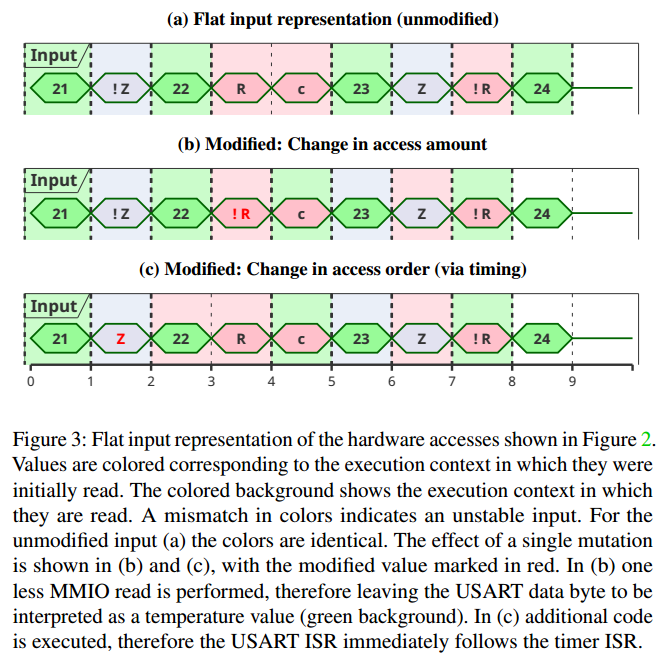 (a) Flat input representation (unmodified)
Input
21 !Z 22 R c 23 Z !R 24
(b) Modified: Change in access amount
Input
21 !Z 22 !R c 23 Z !R 24
(c) Modified: Change in access order (via timing)
Input
21 Z 22 R c 23 Z !R 24
0 1 2 3 4 5 6 7 8 9
Figure 3: Flat input representation of the hardware accesses shown in Figure 2.
Values are colored corresponding to the execution context in which they were
initially read. The colored background shows the execution context in which
they are read. A mismatch in colors indicates an unstable input. For the
unmodified input (a) the colors are identical. The effect of a single mutation
is shown in (b) and (c), with the modified value marked in red. In (b) one
less MMIO read is performed, therefore leaving the USART data byte to be
interpreted as a temperature value (green background). In (c) additional code
is executed, therefore the USART ISR immediately follows the timer ISR.